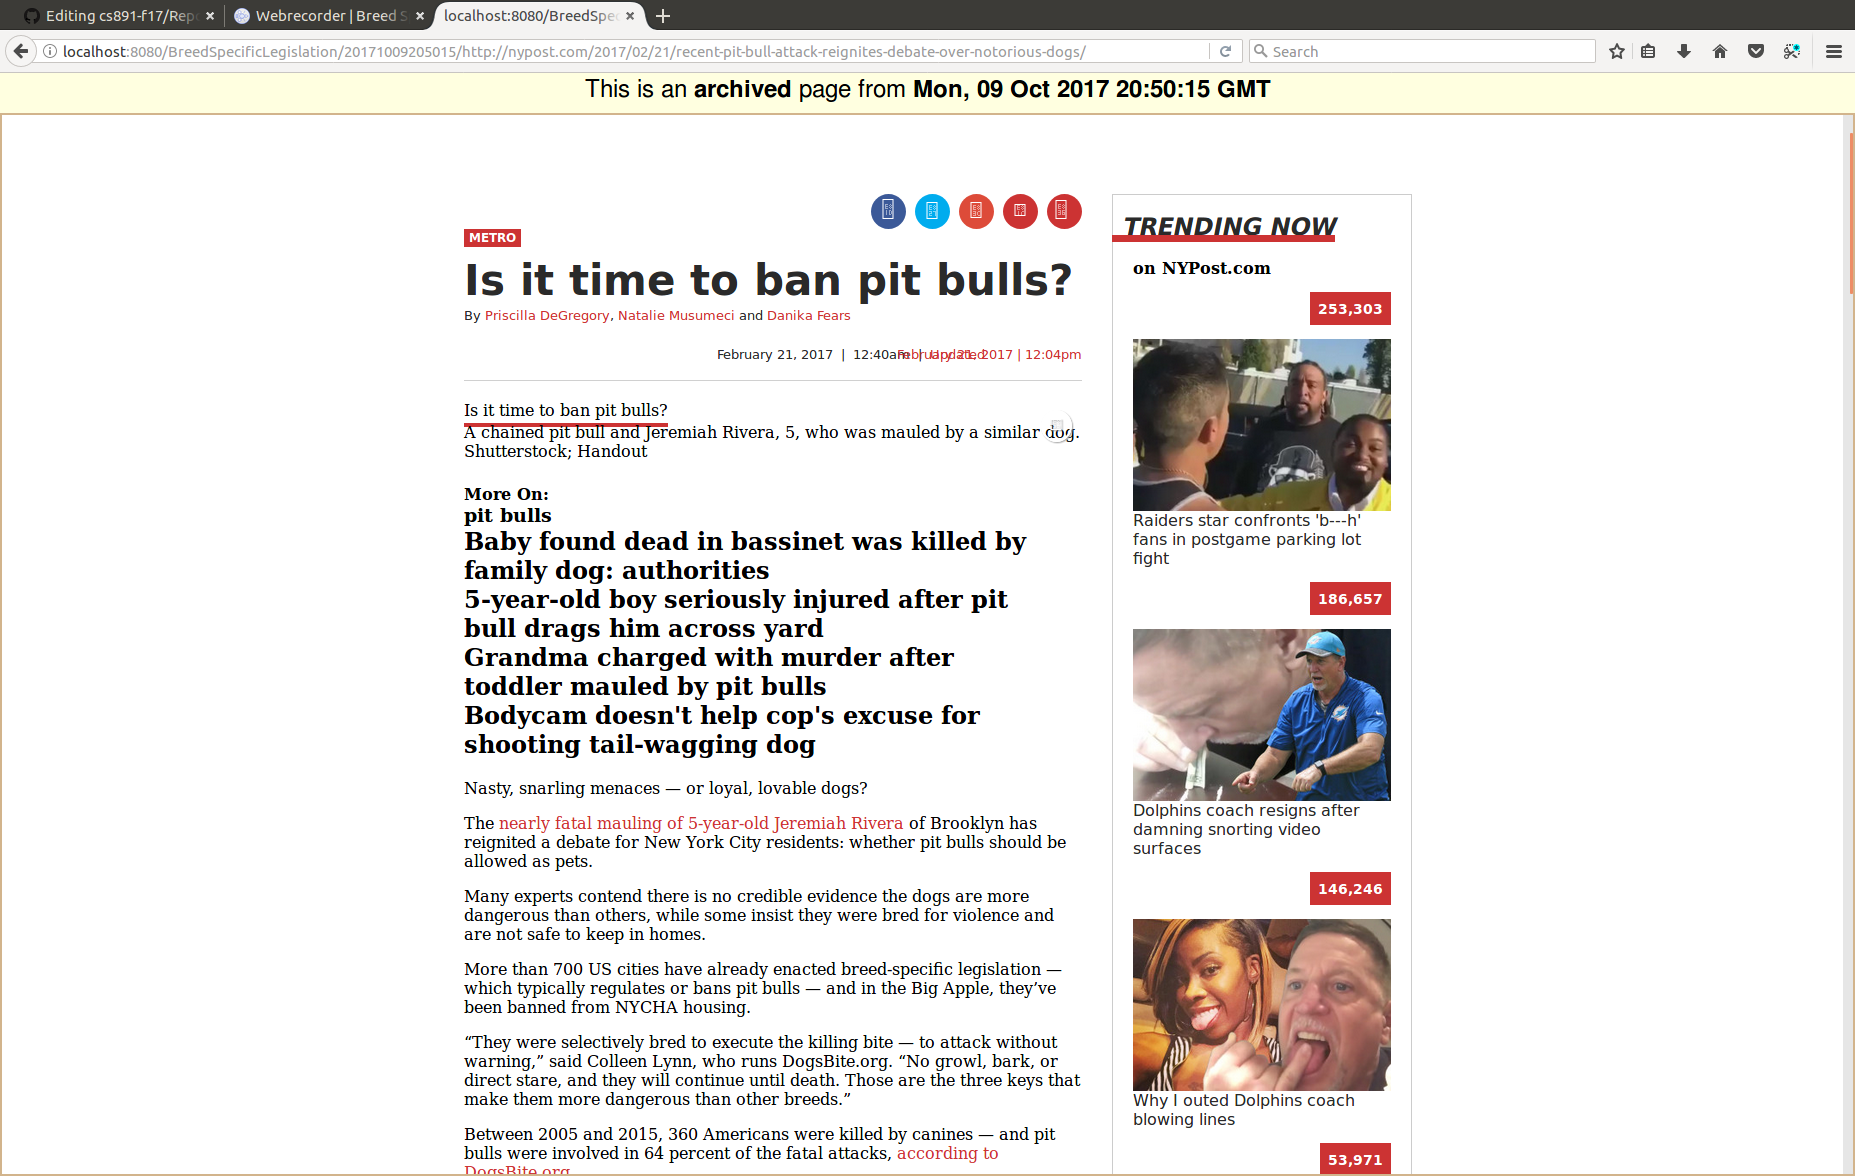 Editing cs891-f17/Rep
Webrecorder | Breed S
localhost:8080/BreedSpe
localhost:8080/BreedSpecificLegislation/20171009205015/http://nypost.com/2017/02/21/recent-pit-bull-attack-reignites-debate-over-notorious-dogs/
Search
This is an archived page from Mon, 09 Oct 2017 20:50:15 GMT
METRO
Is it time to ban pit bulls?
By Priscilla DeGregory, Natalie Musumeci and Danika Fears
February 21, 2017 | 12:40am | Updated February 21, 2017 | 12:04pm
Is it time to ban pit bulls?
A chained pit bull and Jeremiah Rivera, 5, who was mauled by a similar dog.
Shutterstock; Handout
More On:
pit bulls
Baby found dead in bassinet was killed by
family dog: authorities
5-year-old boy seriously injured after pit
bull drags him across yard
Grandma charged with murder after
toddler mauled by pit bulls
Bodycam doesn't help cop's excuse for
shooting tail-wagging dog
Nasty, snarling menaces — or loyal, lovable dogs?
The nearly fatal mauling of 5-year-old Jeremiah Rivera of Brooklyn has
reignited a debate for New York City residents: whether pit bulls should be
allowed as pets.
Many experts contend there is no credible evidence the dogs are more
dangerous than others, while some insist they were bred for violence and
are not safe to keep in homes.
More than 700 US cities have already enacted breed-specific legislation —
which typically regulates or bans pit bulls — and in the Big Apple, they’ve
been banned from NYCHA housing.
“They were selectively bred to execute the killing bite — to attack without
warning,” said Colleen Lynn, who runs DogsBite.org. “No growl, bark, or
direct stare, and they will continue until death. Those are the three keys that
make them more dangerous than other breeds.”
Between 2005 and 2015, 360 Americans were killed by canines — and pit
bulls were involved in 64 percent of the fatal attacks, according to
DogsBite.org
TRENDING NOW
on NYPost.com
253,303
Raiders star confronts 'b---h'
fans in postgame parking lot
fight
186,657
Dolphins coach resigns after
damning snorting video
surfaces
146,246
Why I outed Dolphins coach
blowing lines
53,971